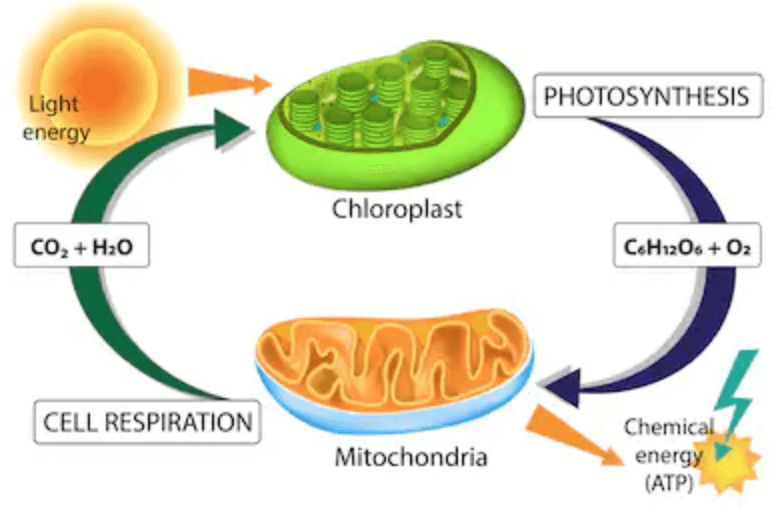 Light
energy
PHOTOSYNTHESIS
Chloroplast
CO₂ + H₂O
C₆H₁₂O₆ + O₂
CELL RESPIRATION
Mitochondria
Chemical
energy
(ATP)